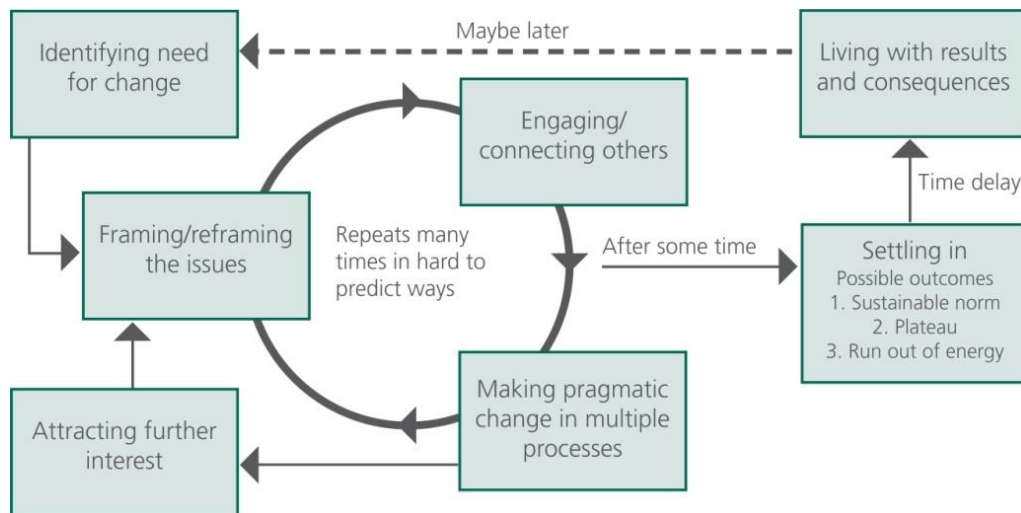 Identifying need
for change
Maybe later
Living with results
and consequences
Engaging/
connecting others
Time delay
Framing/reframing
the issues
Repeats many
times in hard to
predict ways
After some time
Settling in
Possible outcomes
1. Sustainable norm
2. Plateau
3. Run out of energy
Making pragmatic
change in multiple
processes
Attracting further
interest